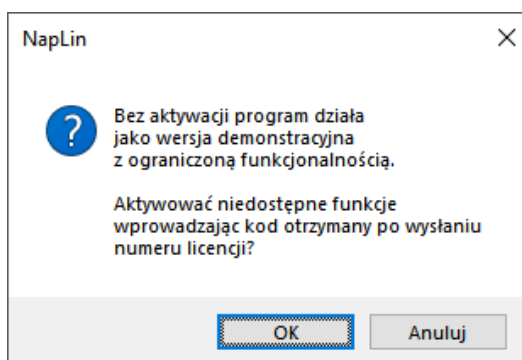 NapLin
Bez aktywacji program działa
jako wersja demonstracyjna
z ograniczoną funkcjonalnością.
Aktywować niedostępne funkcje
wprowadzając kod otrzymany po wysłaniu
numeru licencji?
OK
Anuluj